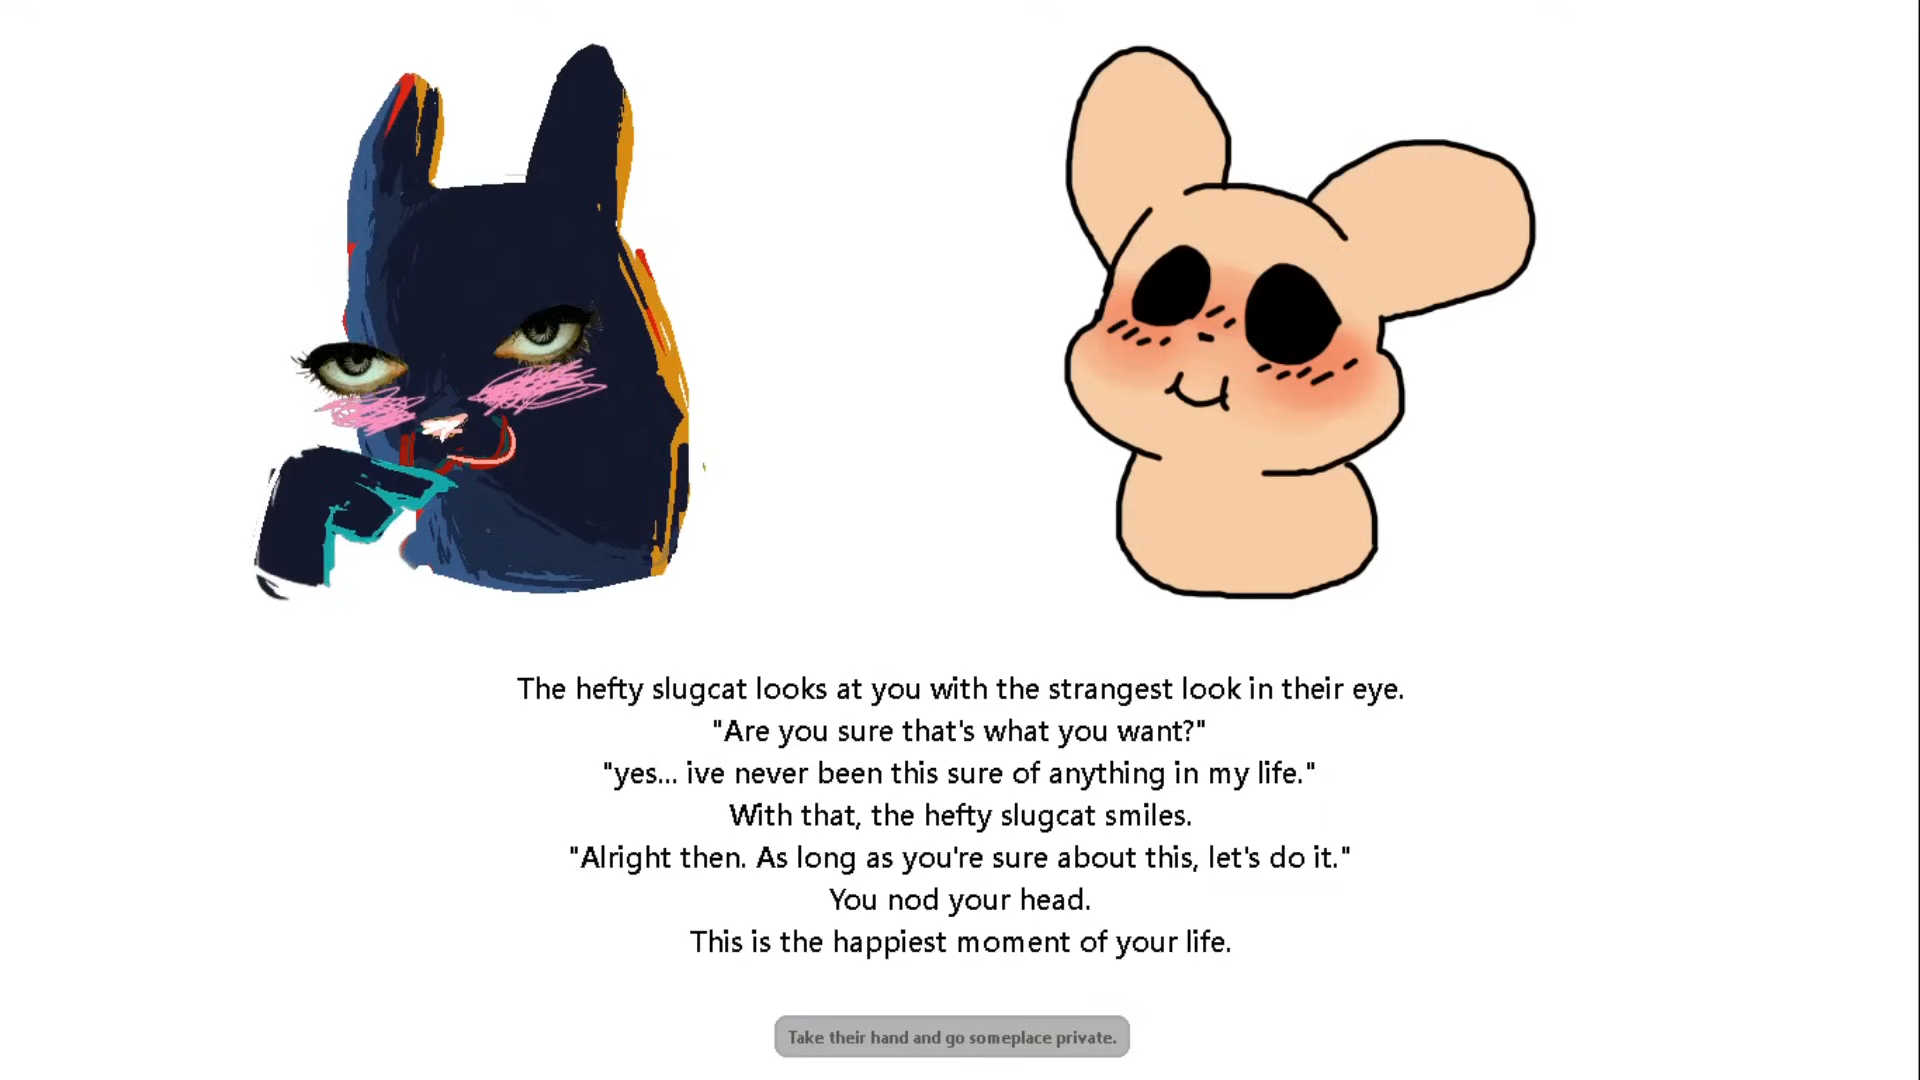 The hefty slugcat looks at you with the strangest look in their eye.
"Are you sure that's what you want?"
"yes... ive never been this sure of anything in my life."
With that, the hefty slugcat smiles.
"Alright then. As long as you're sure about this, let's do it."
You nod your head.
This is the happiest moment of your life.
Take their hand and go someplace private.